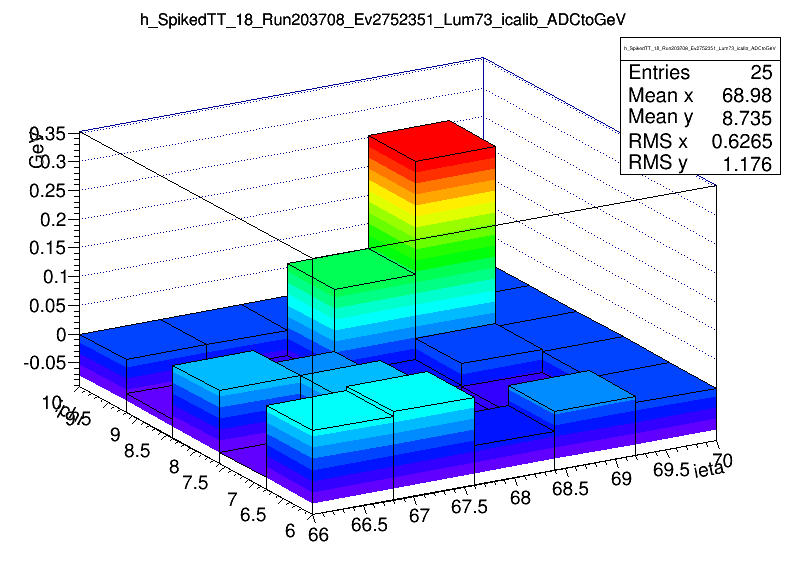 h_SpikedTT_18_Run203708_Ev2752351_Lum73_icalib_ADCtoGeV
h_SpikedTT_18_Run203708_Ev2752351_Lum73_icalib_ADCtoGeV
Entries 25
Mean x 68.98
Mean y 8.735
RMS x 0.6265
RMS y 1.176
GeV
0.35
0.3
0.25
0.2
0.15
0.1
0.05
0
-0.05
iphi
10
9.5
9
8.5
8
7.5
7
6.5
6
66
66.5
67
67.5
68
68.5
69
69.5
70
ieta